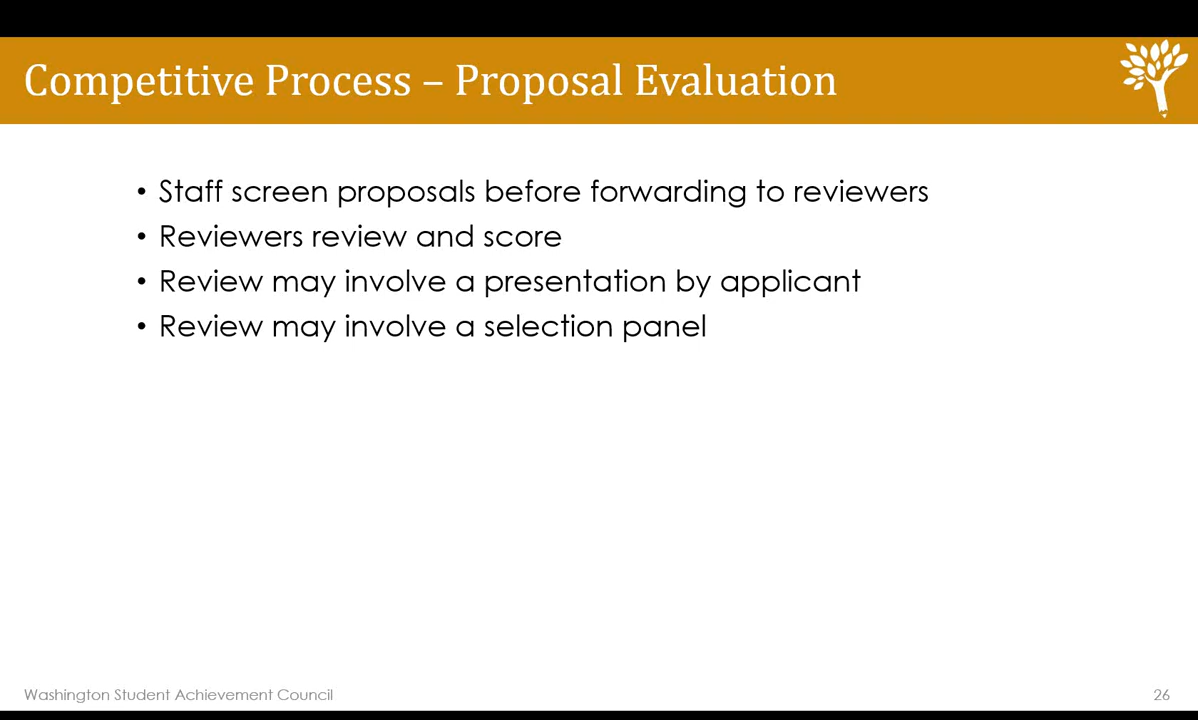 Competitive Process – Proposal Evaluation
• Staff screen proposals before forwarding to reviewers
• Reviewers review and score
• Review may involve a presentation by applicant
• Review may involve a selection panel
Washington Student Achievement Council
26